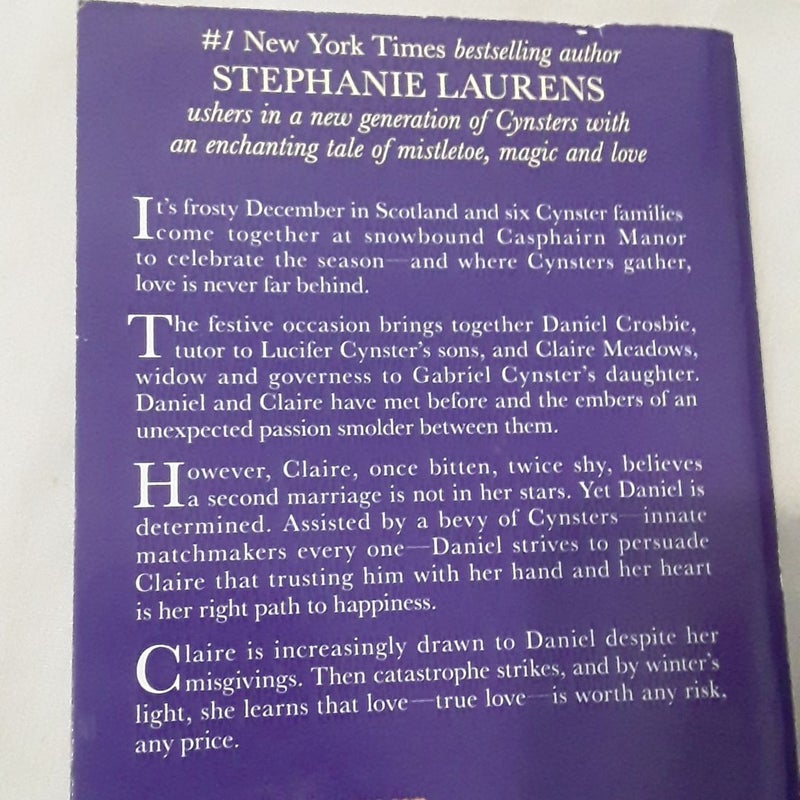 #1 New York Times bestselling author
STEPHANIE LAURENS
ushers in a new generation of Cynsters with
an enchanting tale of mistletoe, magic and love
It's frosty December in Scotland and six Cynster families
come together at snowbound Casphairn Manor
to celebrate the season—and where Cynsters gather,
love is never far behind.
The festive occasion brings together Daniel Crosbie,
tutor to Lucifer Cynster's sons, and Claire Meadows,
widow and governess to Gabriel Cynster's daughter.
Daniel and Claire have met before and the embers of an
unexpected passion smolder between them.
However, Claire, once bitten, twice shy, believes
a second marriage is not in her stars. Yet Daniel is
determined. Assisted by a bevy of Cynsters—innate
matchmakers every one—Daniel strives to persuade
Claire that trusting him with her hand and her heart
is her right path to happiness.
Claire is increasingly drawn to Daniel despite her
misgivings. Then catastrophe strikes, and by winter's
light, she learns that love—true love—is worth any risk,
any price.